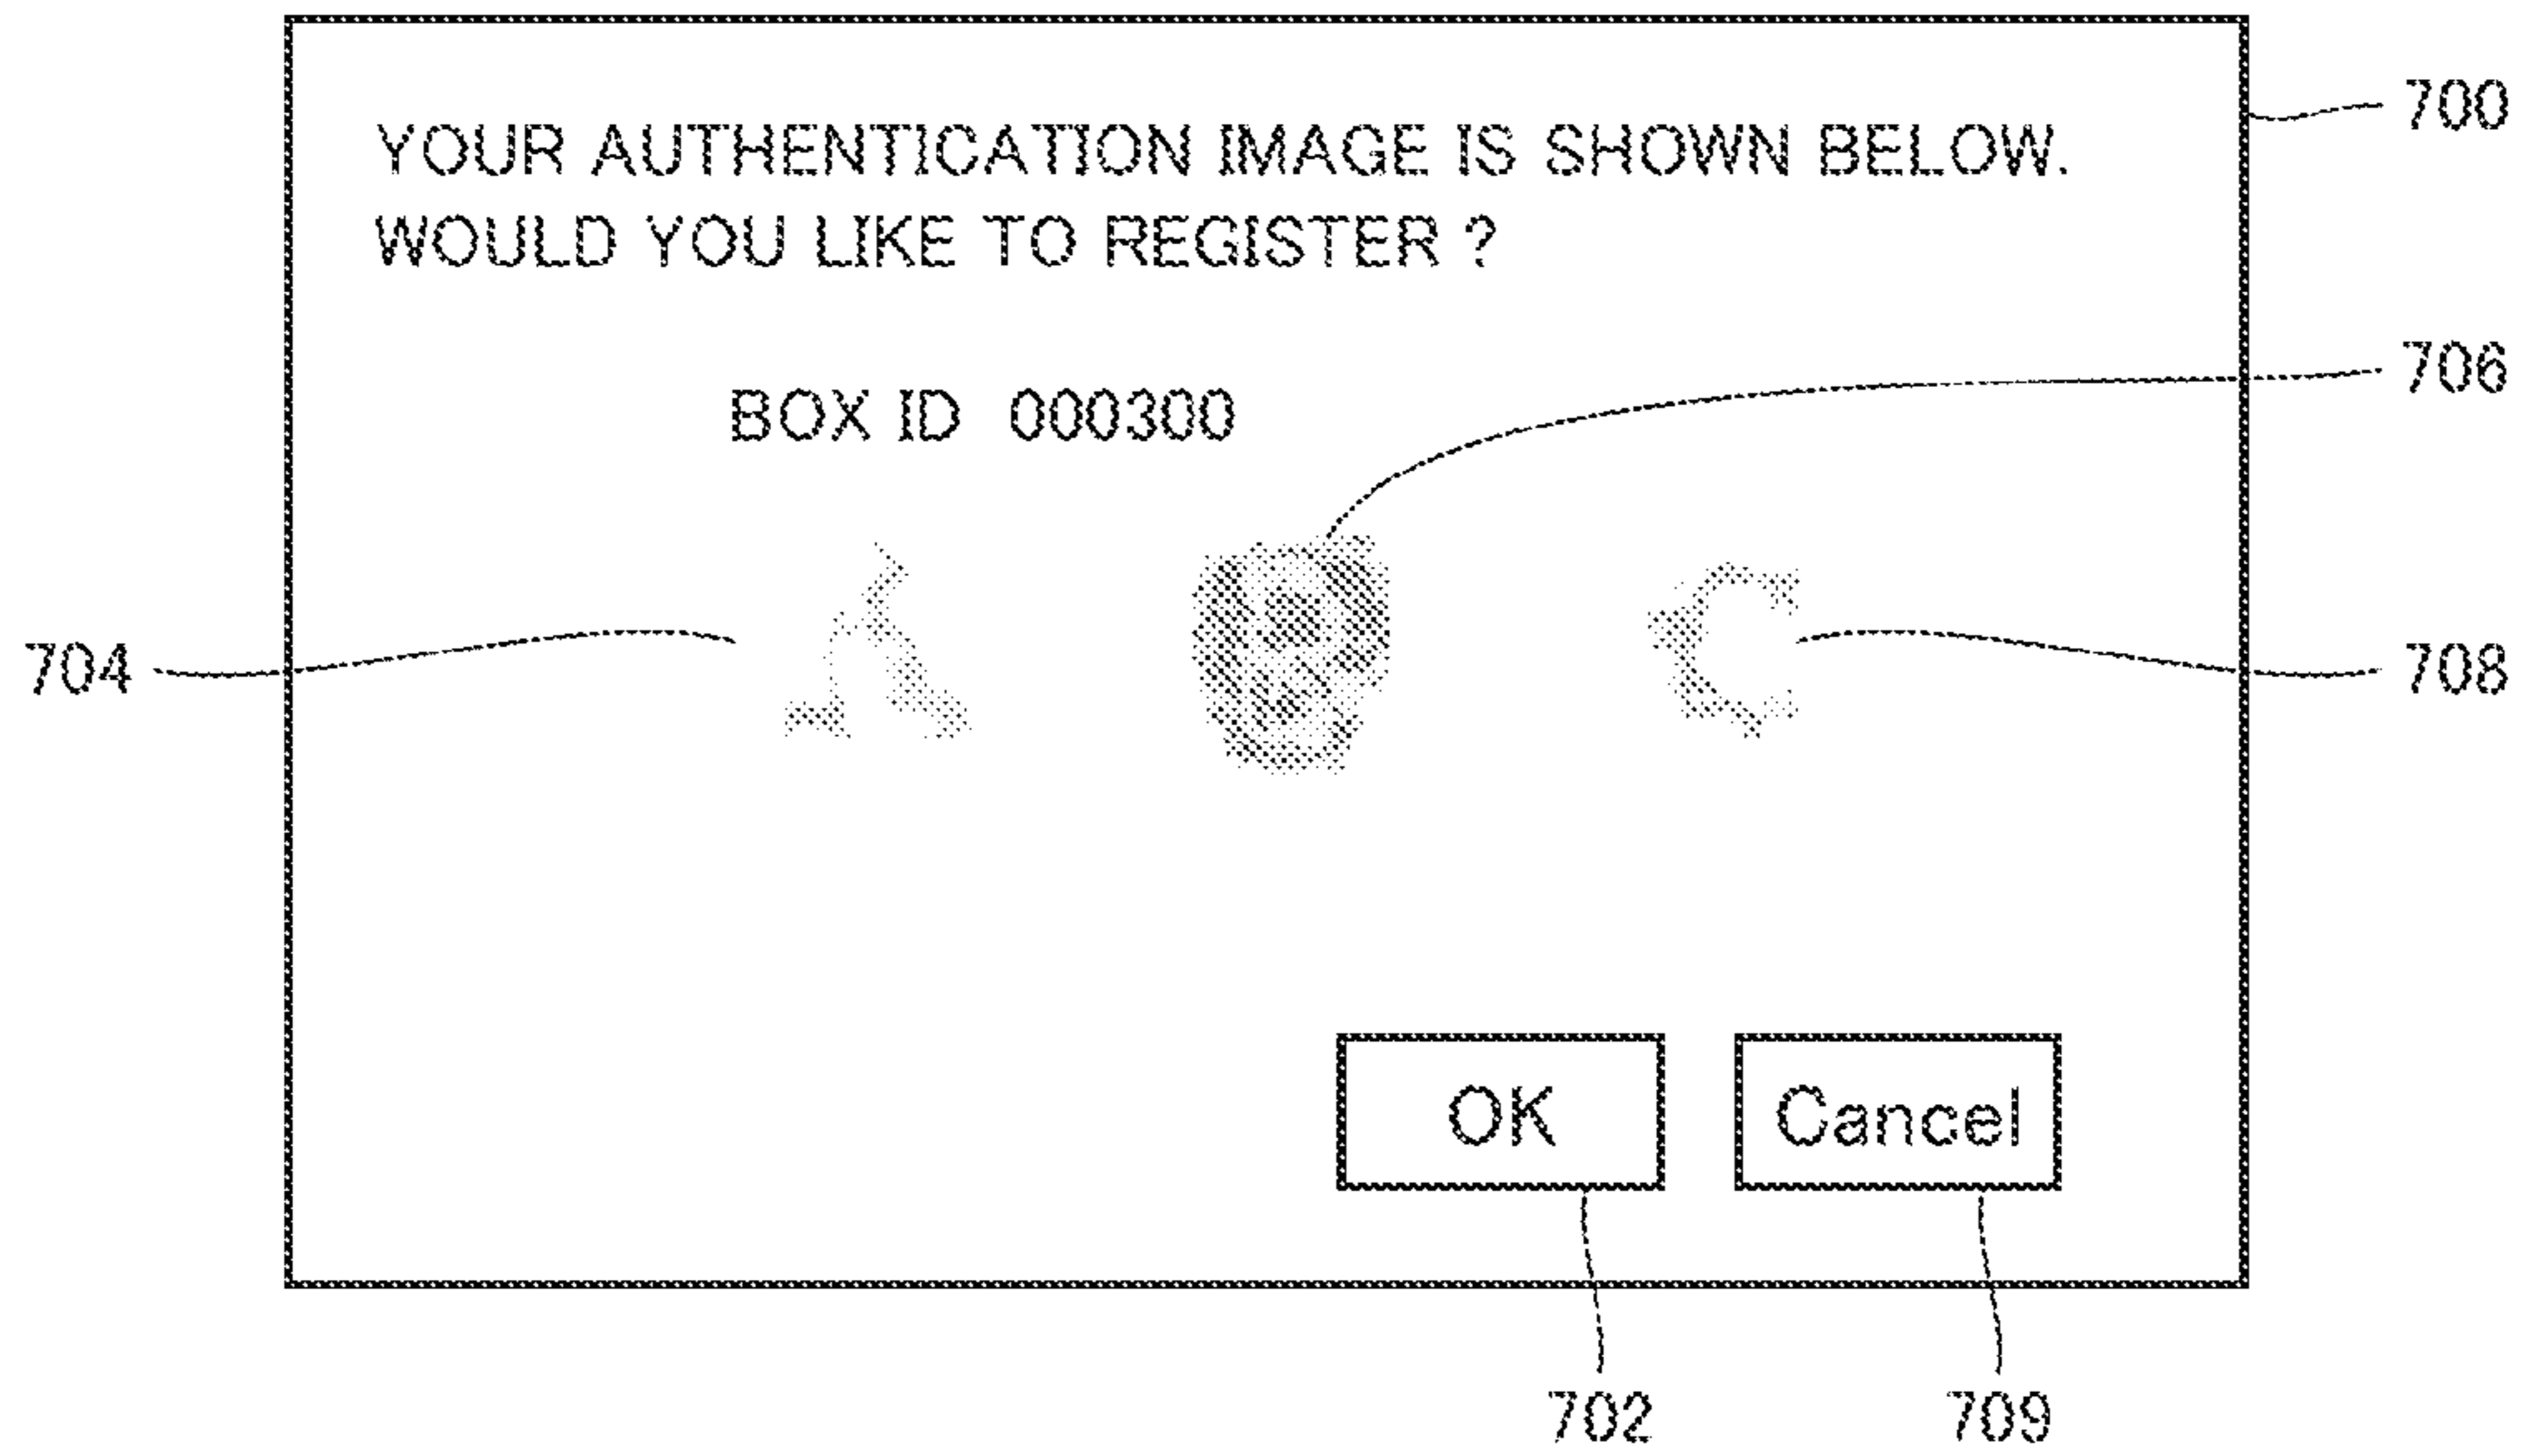 700
YOUR AUTHENTICATION IMAGE IS SHOWN BELOW.
WOULD YOU LIKE TO REGISTER ?
706
BOX ID 000300
704
708
OK
Cancel
702
709